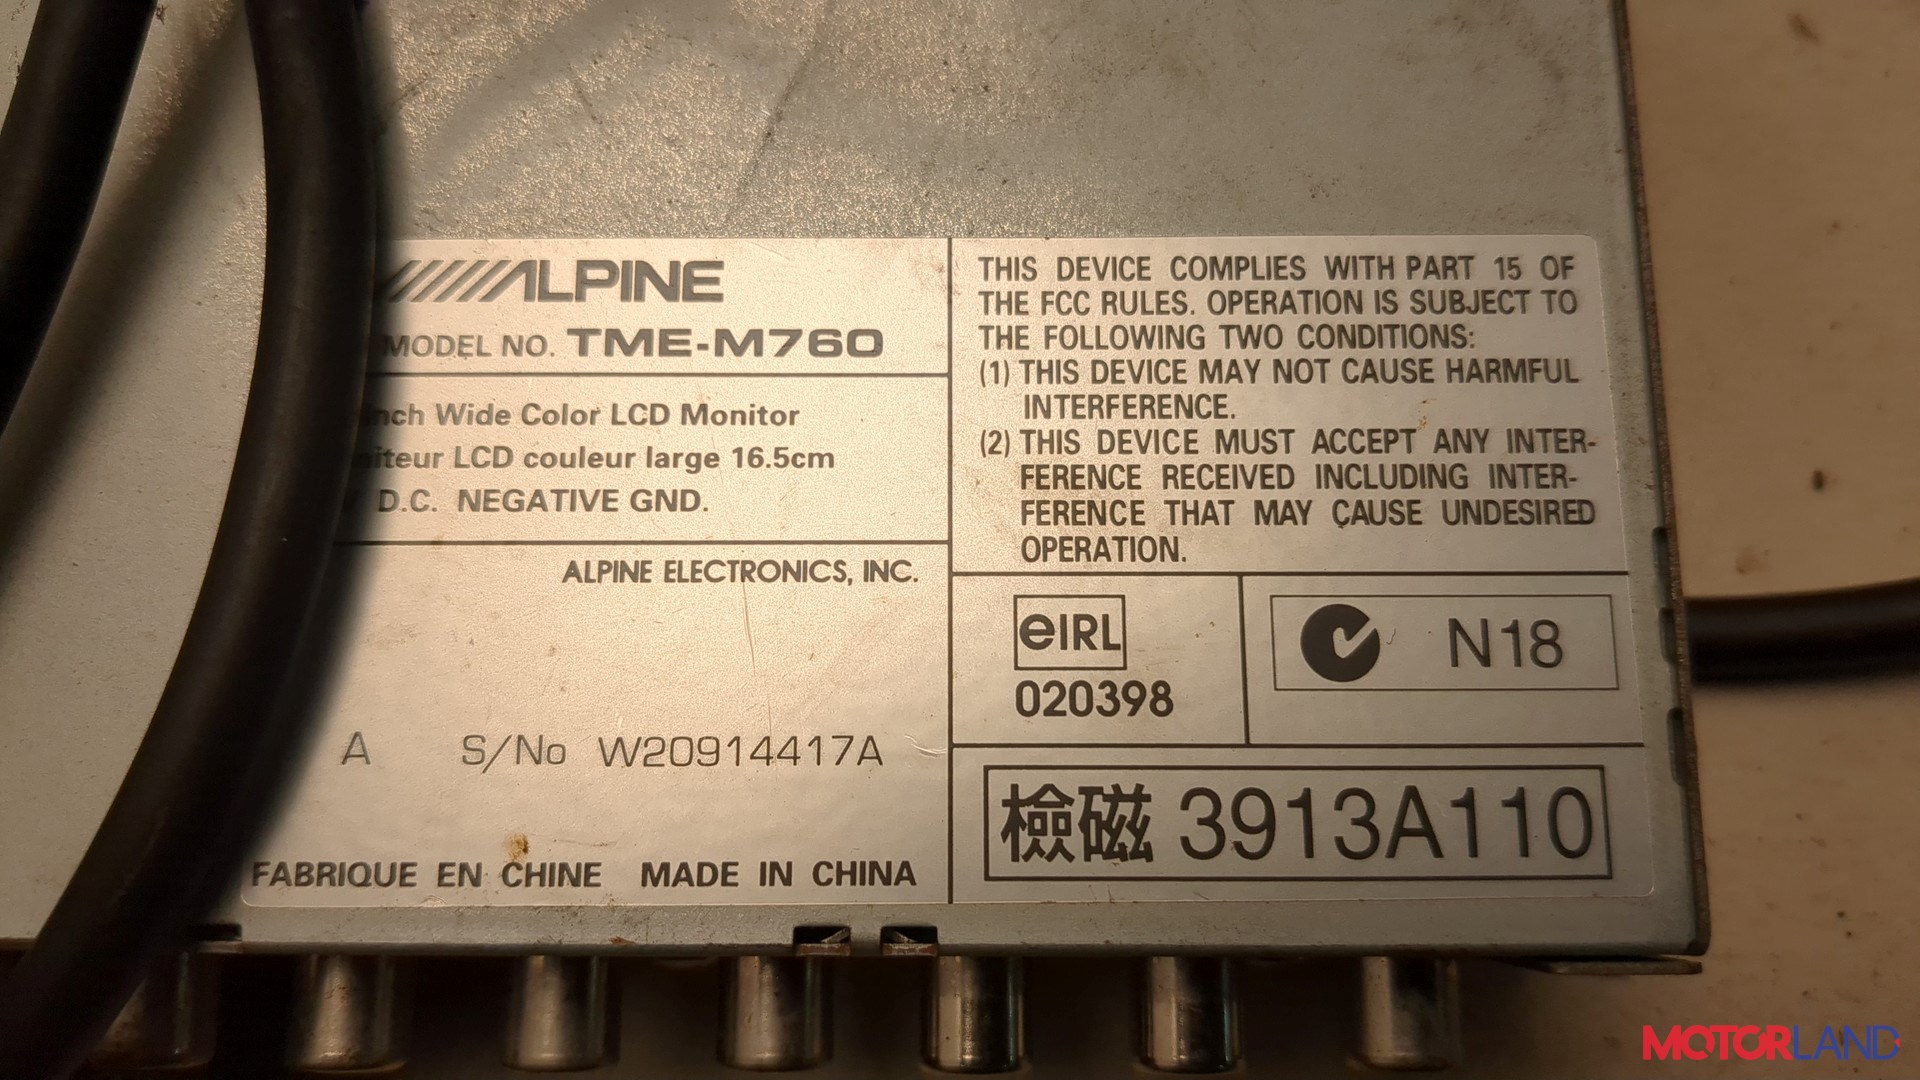 ALPINE
MODEL NO. TME-M760
Wide Color LCD Monitor
LCD couleur large 16.5cm
D.C. NEGATIVE GND.
ALPINE ELECTRONICS, INC.
A S/No W20914417A
FABRIQUE EN CHINE MADE IN CHINA
THIS DEVICE COMPLIES WITH PART 15 OF
THE FCC RULES. OPERATION IS SUBJECT TO
THE FOLLOWING TWO CONDITIONS:
(1) THIS DEVICE MAY NOT CAUSE HARMFUL
INTERFERENCE.
(2) THIS DEVICE MUST ACCEPT ANY INTER-
FERENCE RECEIVED INCLUDING INTER-
FERENCE THAT MAY CAUSE UNDESIRED
OPERATION.
eIRL
020398
N18
檢磁 3913A110
MOTORLAND